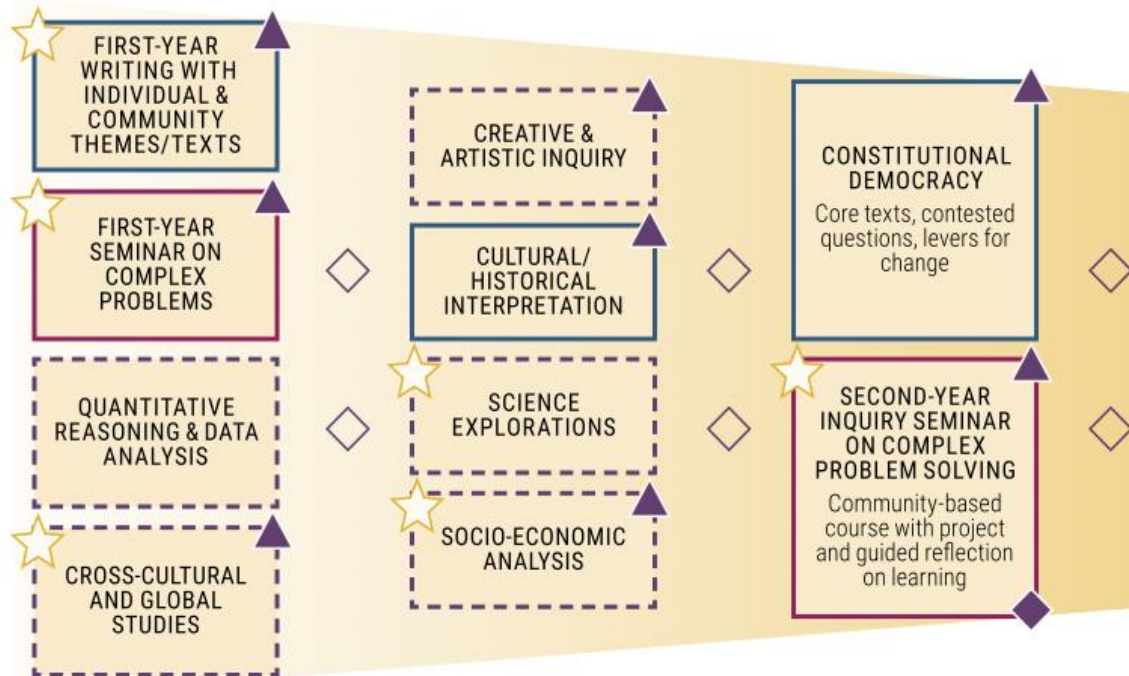 FIRST-YEAR
WRITING WITH
INDIVIDUAL &
COMMUNITY
THEMES/TEXTS
FIRST-YEAR
SEMINAR ON
COMPLEX
PROBLEMS
QUANTITATIVE
REASONING & DATA
ANALYSIS
CROSS-CULTURAL
AND GLOBAL
STUDIES
CREATIVE &
ARTISTIC INQUIRY
CULTURAL/
HISTORICAL
INTERPRETATION
SCIENCE
EXPLORATIONS
SOCIO-ECONOMIC
ANALYSIS
CONSTITUTIONAL
DEMOCRACY
Core texts, contested
questions, levers for
change
SECOND-YEAR
INQUIRY SEMINAR
ON COMPLEX
PROBLEM SOLVING
Community-based
course with project
and guided reflection
on learning